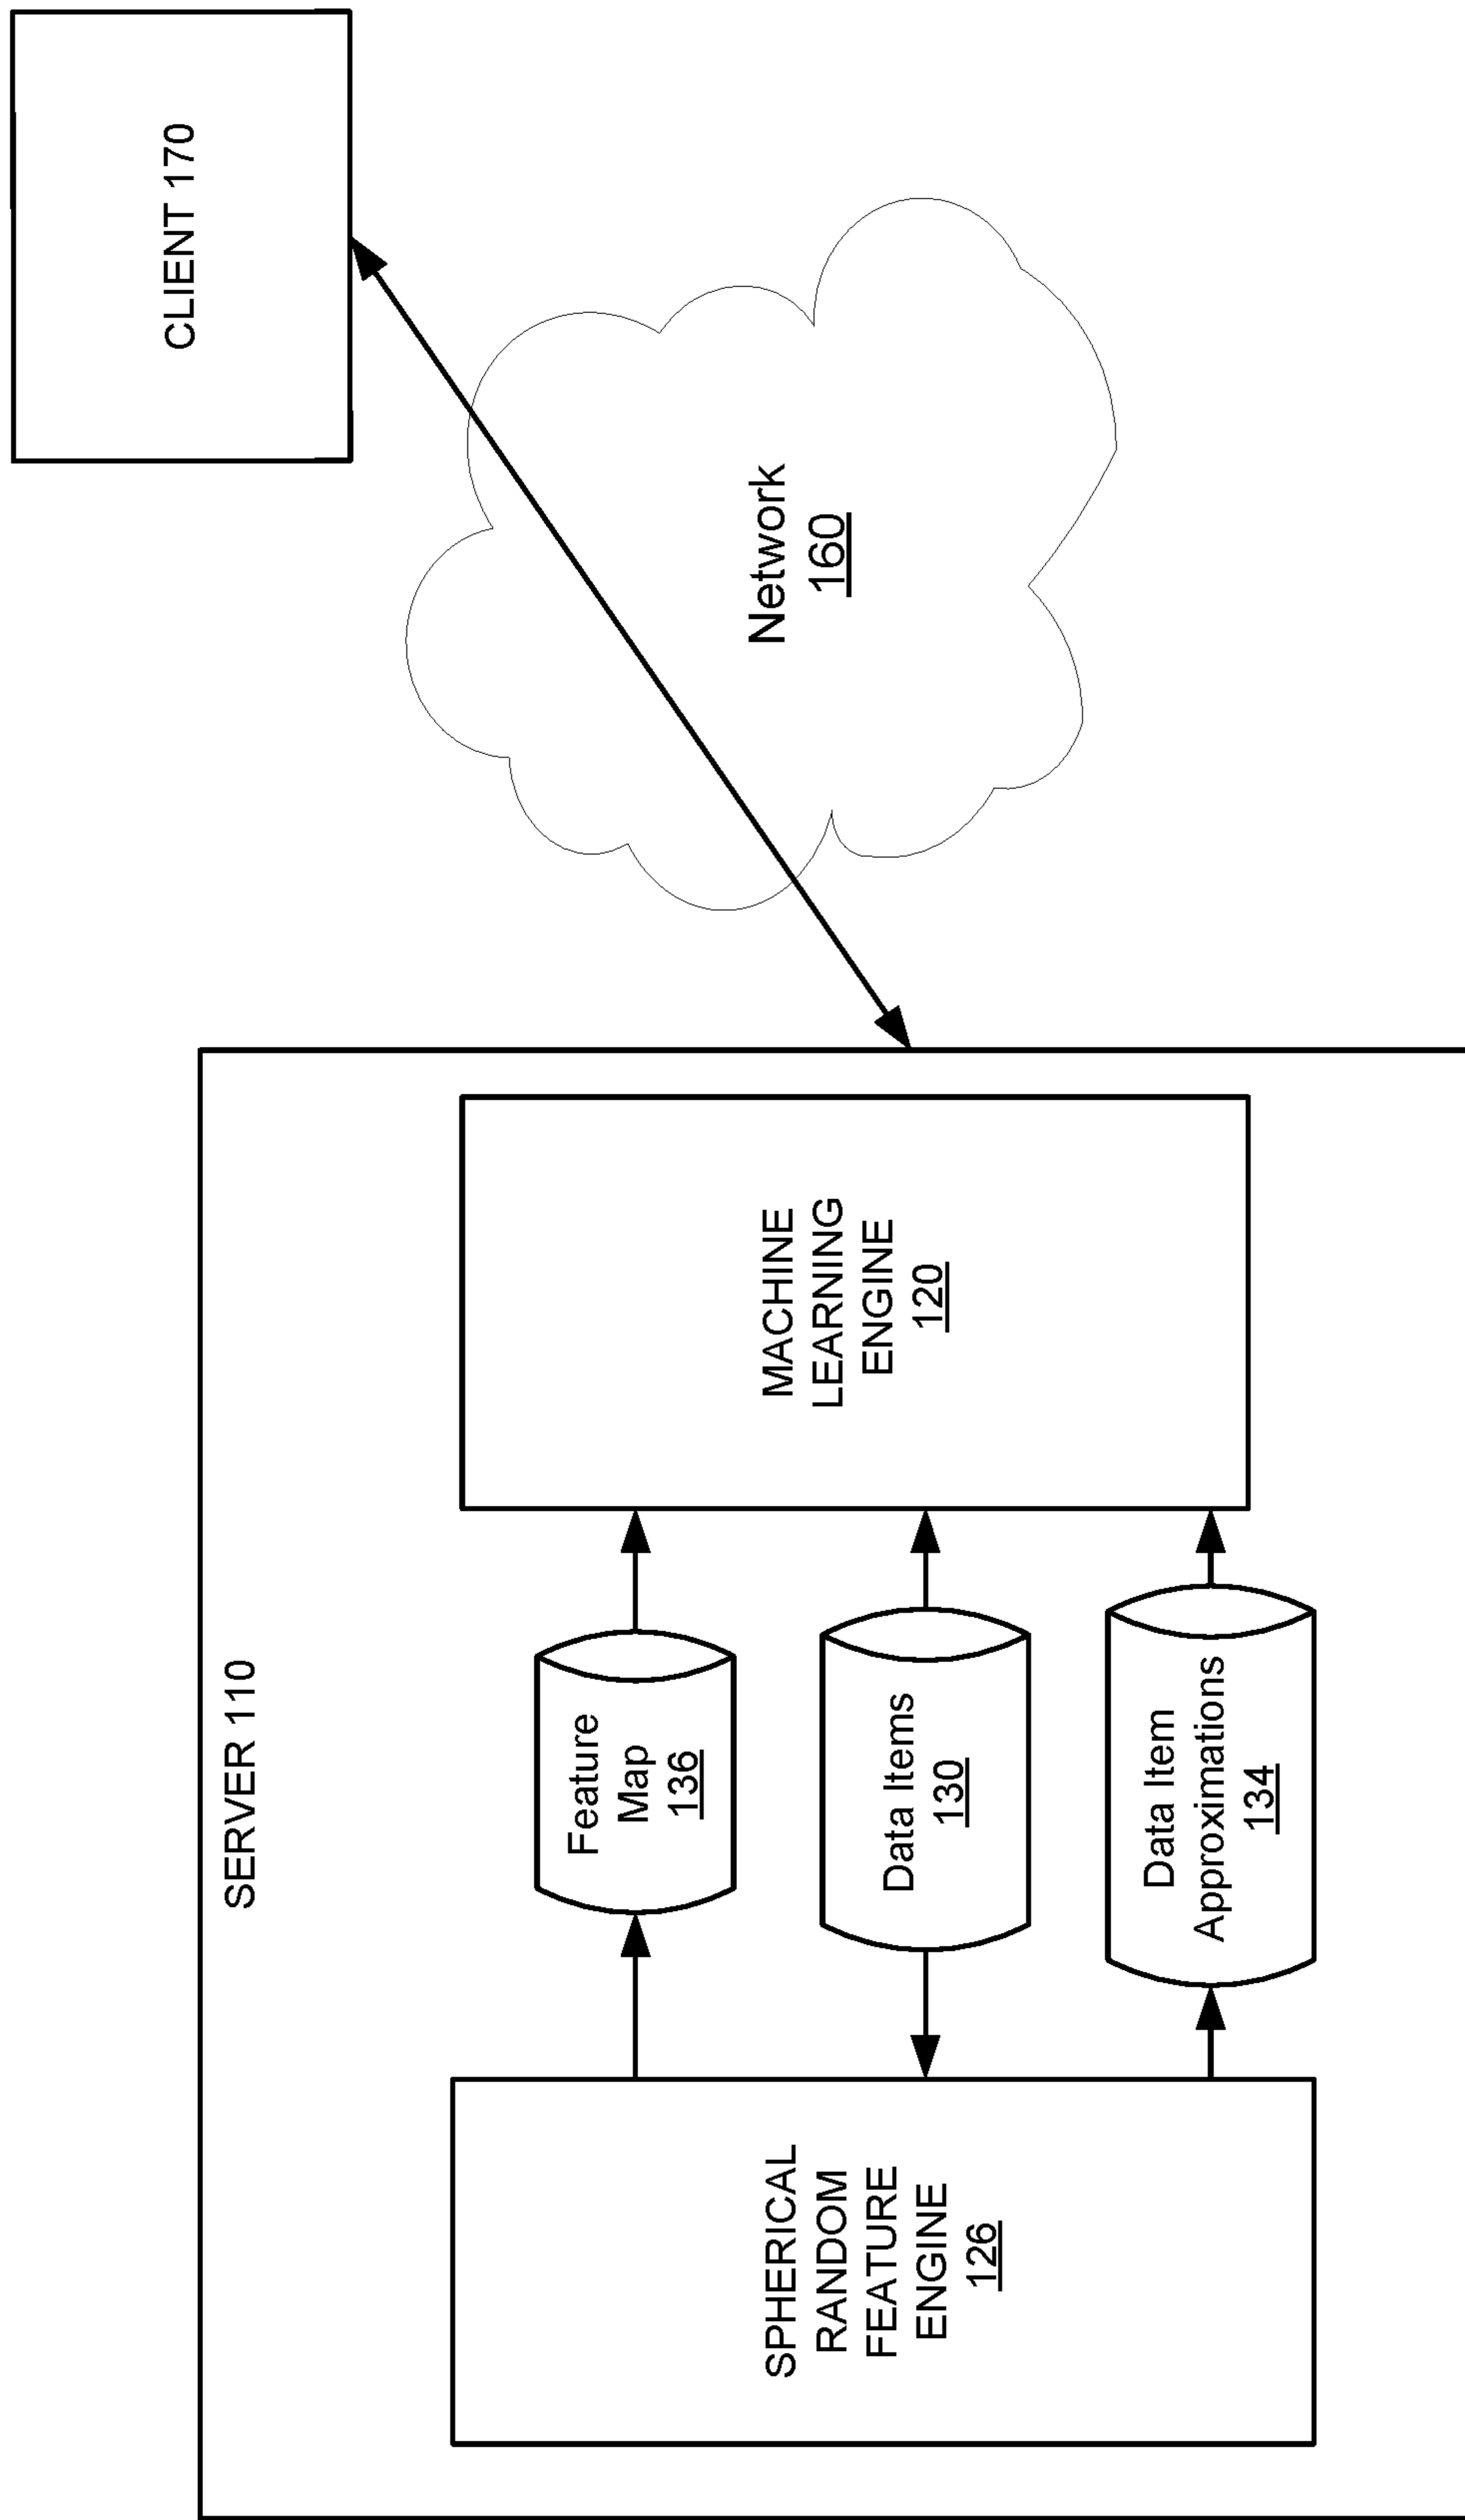 CLIENT 170
Network
160
SERVER 110
MACHINE
LEARNING
ENGINE
120
Feature
Map
136
Data Items
130
Data Item
Approximations
134
SPHERICAL
RANDOM
FEATURE
ENGINE
126